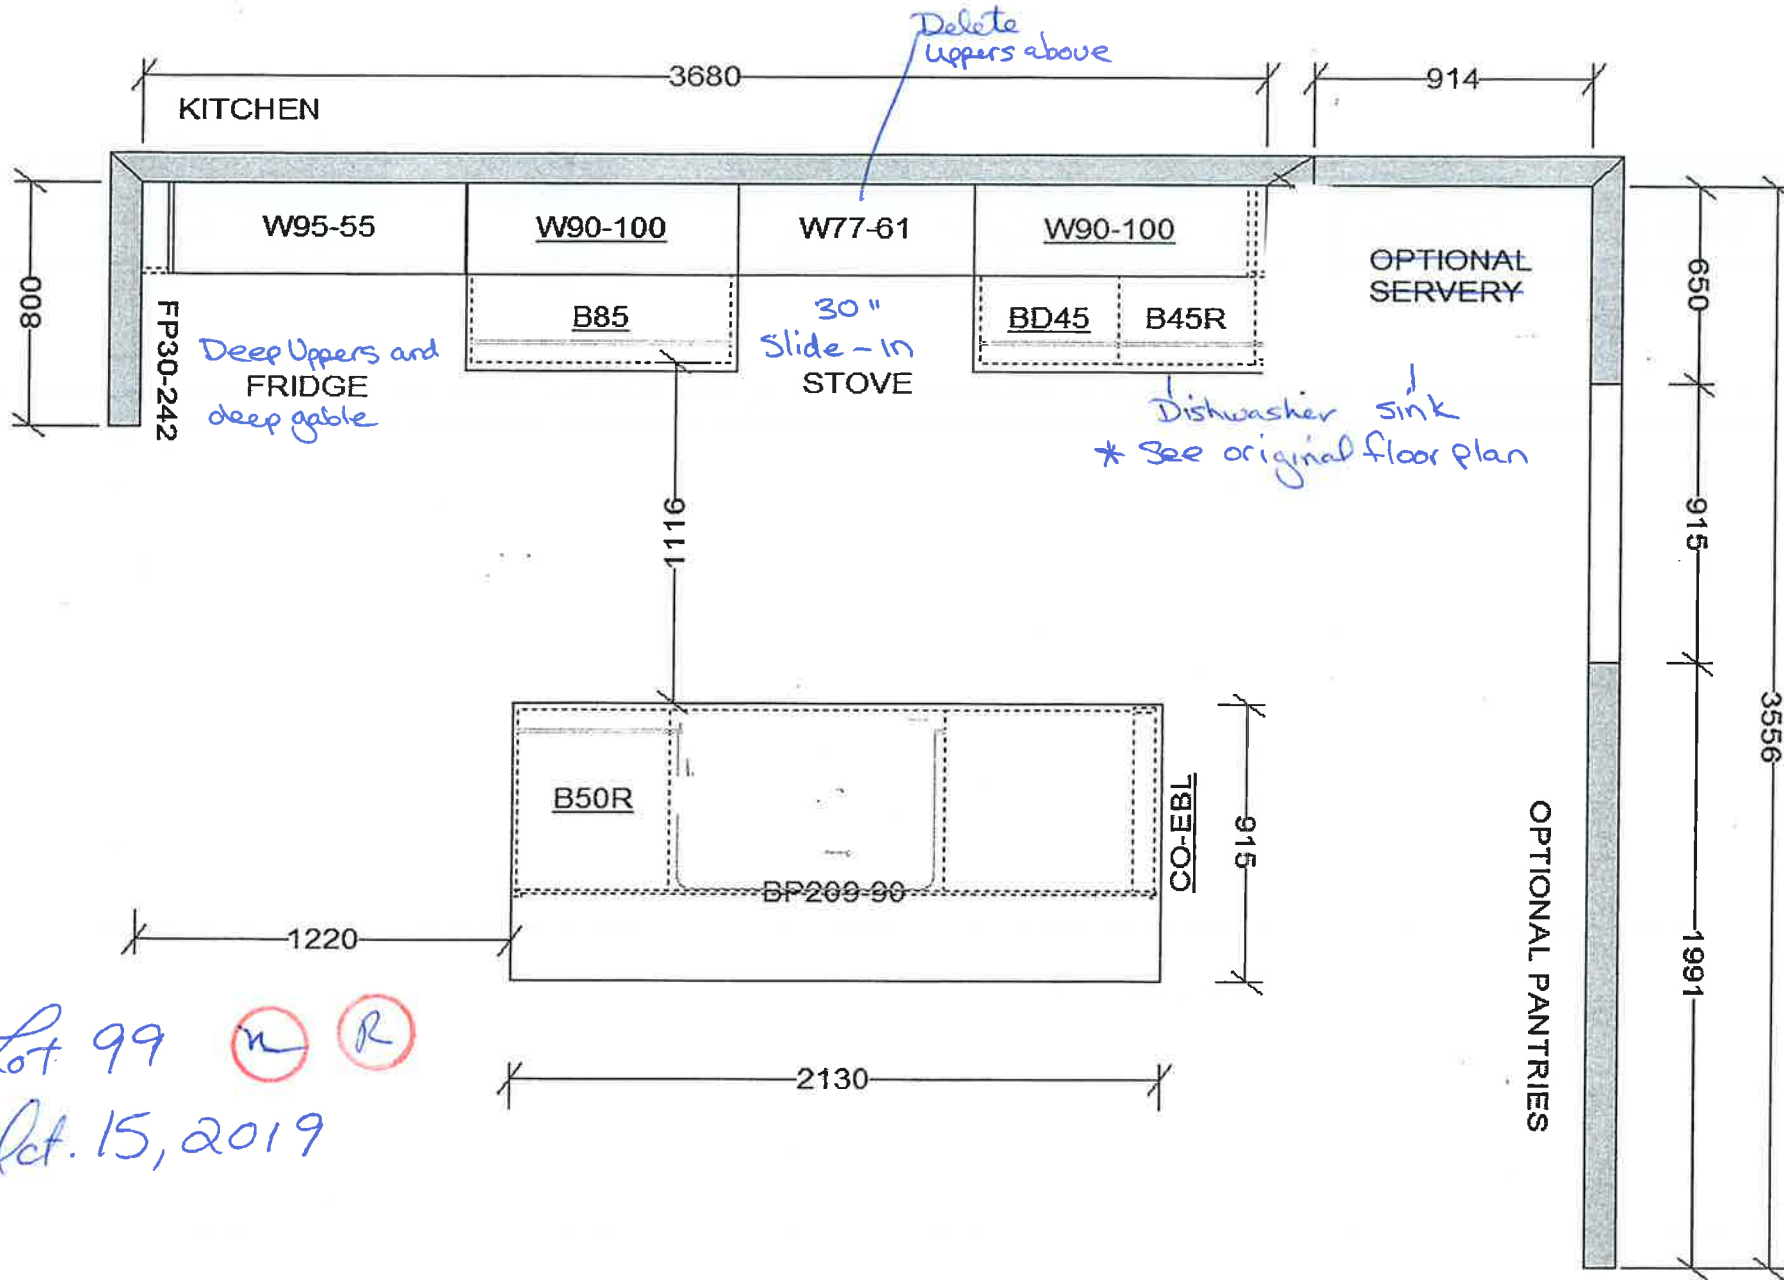 Delete
uppers above
3680
914
KITCHEN
W95-55
W90-100
W77-61
W90-100
OPTIONAL
SERVERY
800
650
FP30-242
B85
30"
Slide-in
STOVE
BD45
B45R
Deep Uppers and
FRIDGE
deep gable
Dishwasher sink
* See original floor plan
1116
915
3556
B50R
BP209-90
CO-EBL
915
OPTIONAL PANTRIES
1220
1991
Lot 99
R
2130
Oct. 15, 2019